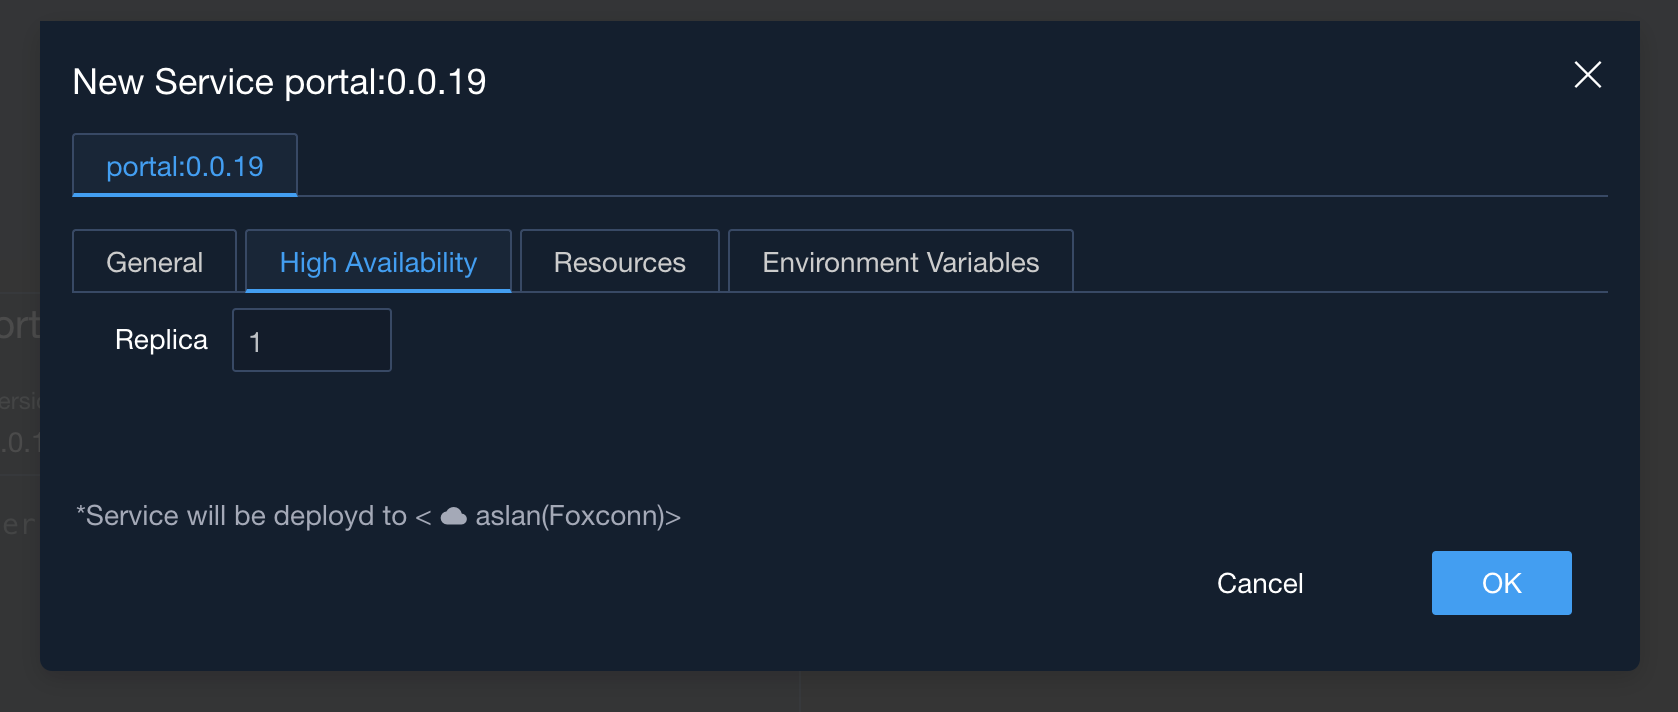 New Service portal:0.0.19
portal:0.0.19
General
High Availability
Resources
Environment Variables
Replica
1
*Service will be deployd to < aslan(Foxconn)>
Cancel
OK